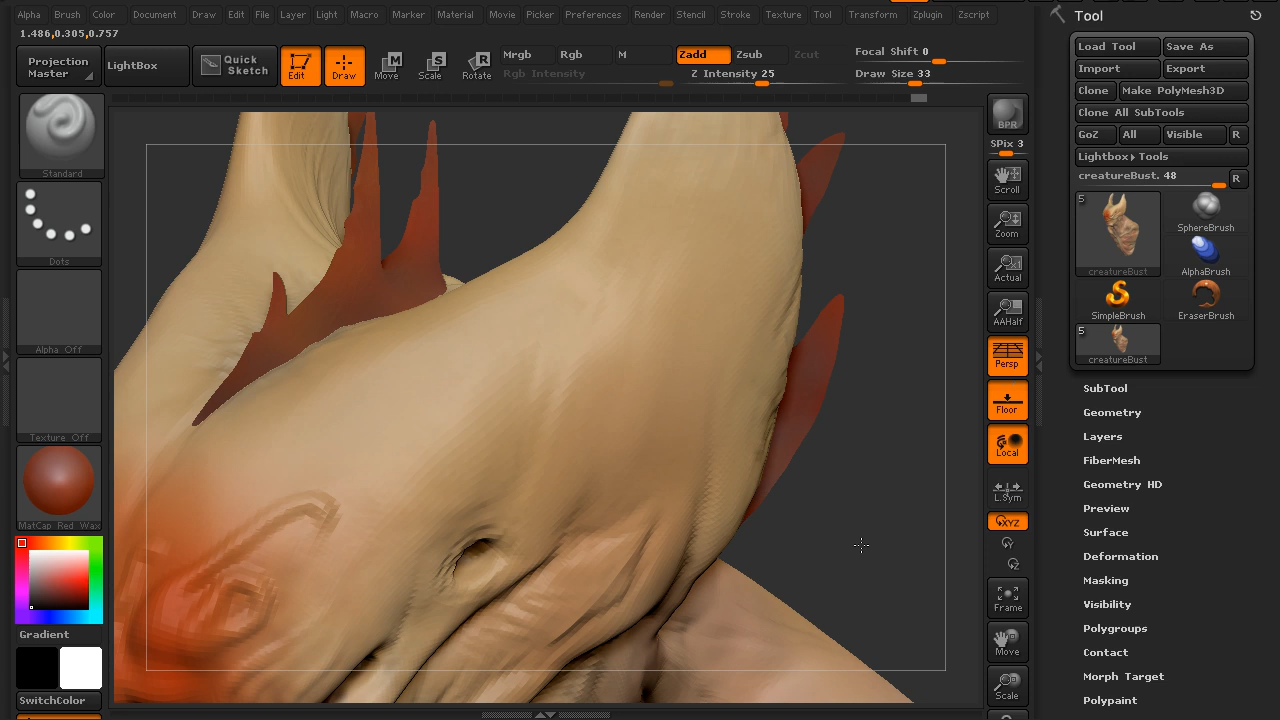 Alpha Brush Color Document Draw Edit File Layer Light Macro Marker Material Movie Picker Preferences Render Stencil Stroke Texture Tool Transform Zplugin Zscript
1.486,0.305,0.757
Projection Master
LightBox
Quick Sketch
Edit
Draw
Move
Scale
Rotate
Mrgb Rgb M
Rgb Intensity
Zadd Zsub Zcut
Z Intensity 25
Focal Shift 0
Draw Size 33
Standard
Dots
Alpha Off
Texture Off
MatCap Red Wax
Gradient
SwitchColor
BPR
SPix 3
Scroll
Zoom
Actual
AAHalf
Persp
Floor
Local
L.Sym
XYZ
Y
Z
Frame
Move
Scale
Tool
Load Tool Save As
Import Export
Clone Make PolyMesh3D
Clone All SubTools
GoZ All Visible R
Lightbox▸Tools
creatureBust. 48 R
5
creatureBust
SphereBrush
AlphaBrush
SimpleBrush
EraserBrush
5
creatureBust
SubTool
Geometry
Layers
FiberMesh
Geometry HD
Preview
Surface
Deformation
Masking
Visibility
Polygroups
Contact
Morph Target
Polypaint